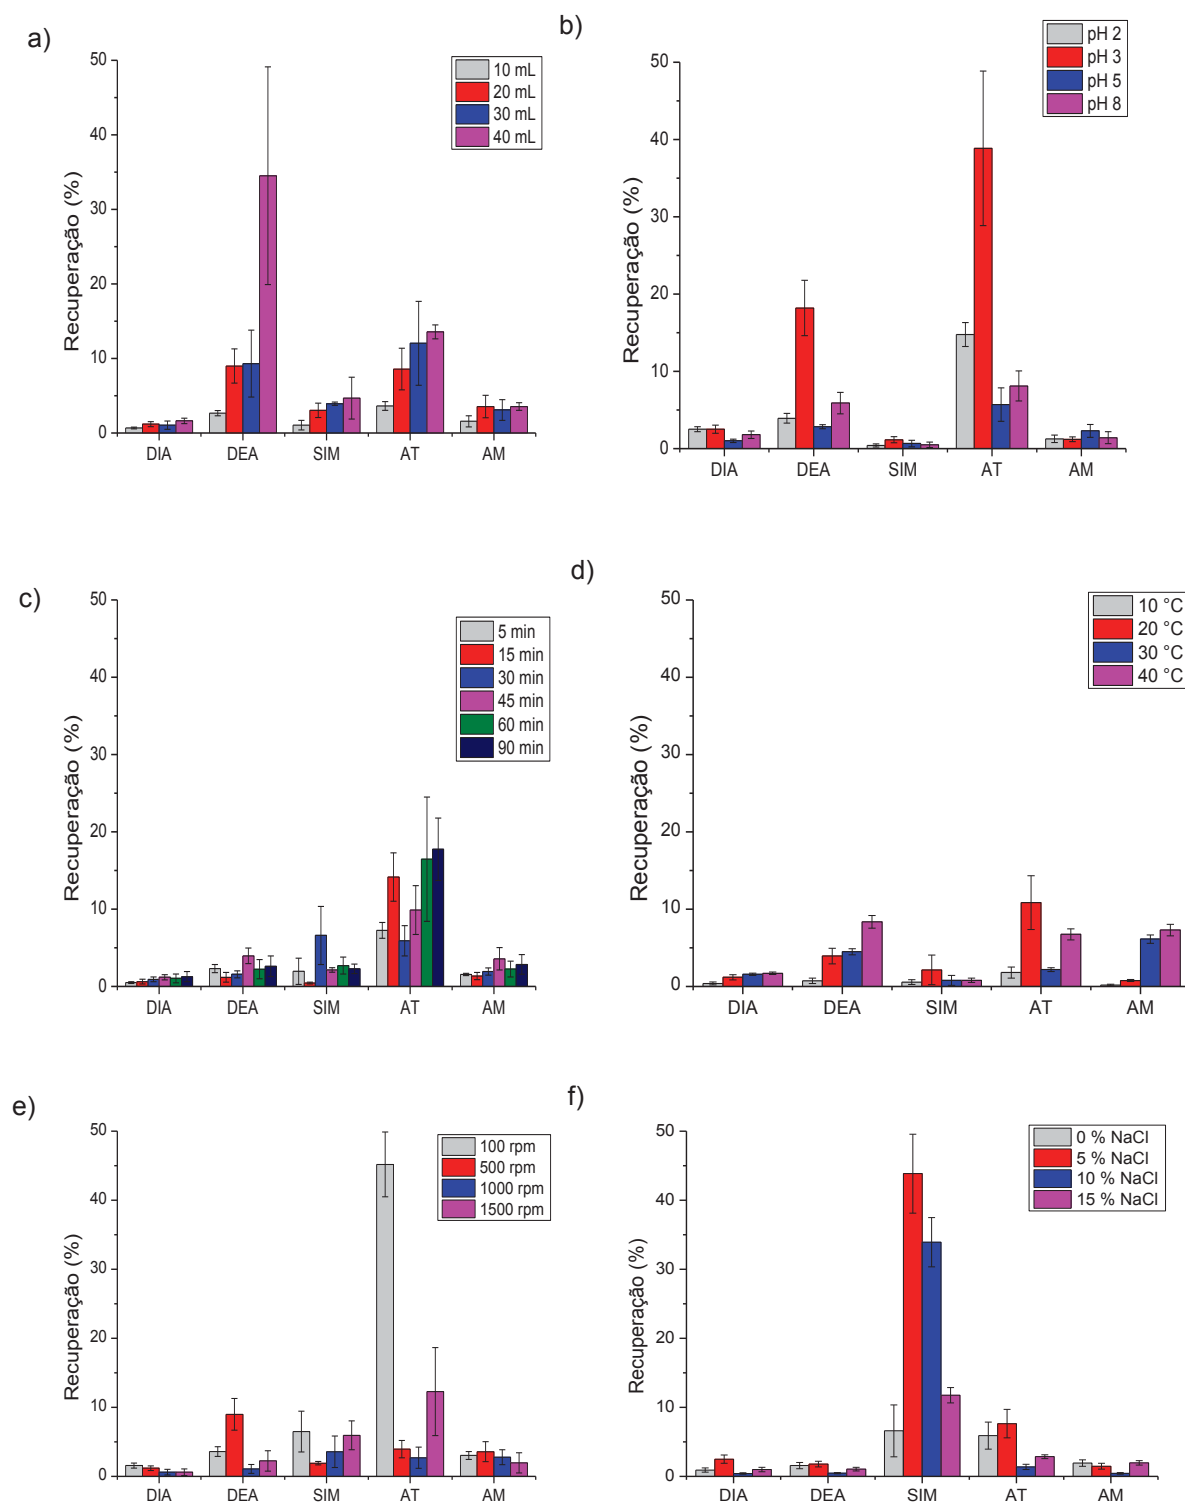 a)
50
40
30
20
10
0
Recuperação (%)
10 mL
20 mL
30 mL
40 mL
DIA DEA SIM AT AM
b)
50
40
30
20
10
0
Recuperação (%)
pH 2
pH 3
pH 5
pH 8
DIA DEA SIM AT AM
c)
50
40
30
20
10
0
Recuperação (%)
5 min
15 min
30 min
45 min
60 min
90 min
DIA DEA SIM AT AM
d)
50
40
30
20
10
0
Recuperação (%)
10 °C
20 °C
30 °C
40 °C
DIA DEA SIM AT AM
e)
50
40
30
20
10
0
Recuperação (%)
100 rpm
500 rpm
1000 rpm
1500 rpm
DIA DEA SIM AT AM
f)
50
40
30
20
10
0
Recuperação (%)
0 % NaCl
5 % NaCl
10 % NaCl
15 % NaCl
DIA DEA SIM AT AM